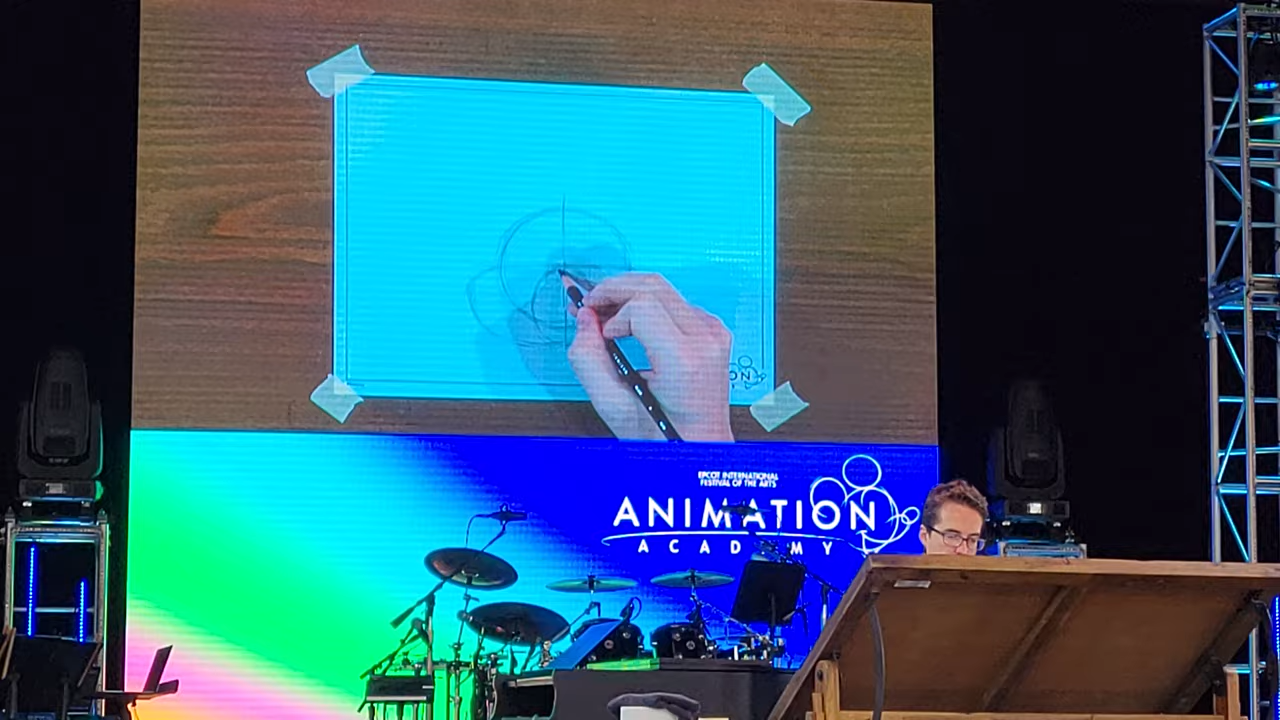 EPCOT INTERNATIONAL
FESTIVAL OF THE ARTS
ANIMATION
ACADEMY